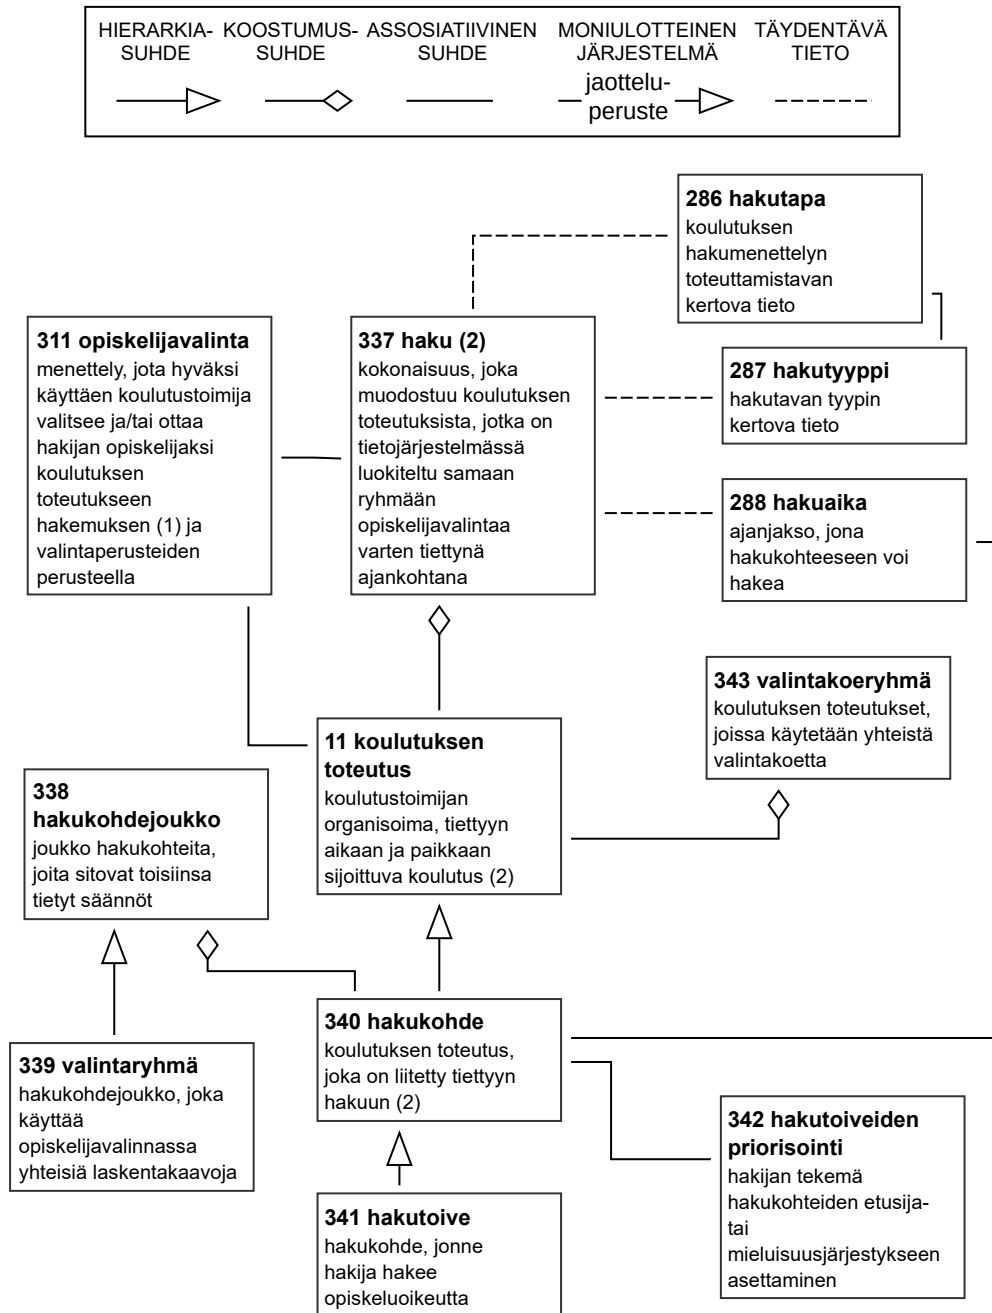 HIERARKIA-
SUHDE
KOOSTUMUS-
SUHDE
ASSOSIATIIVINEN
SUHDE
MONIULOTTEINEN
JÄRJESTELMÄ
TÄYDENTÄVÄ
TIETO
jaottelu-
peruste
286 hakutapa
koulutuksen
hakumenettelyn
toteuttamistavan
kertova tieto
311 opiskelijavalinta
menettely, jota hyväksi
käyttäen koulutustoimija
valitsee ja/tai ottaa
hakijan opiskelijaksi
koulutuksen
toteutukseen
hakemuksen (1) ja
valintaperusteiden
perusteella
337 haku (2)
kokonaisuus, joka
muodostuu koulutuksen
toteutuksista, jotka on
tietojärjestelmässä
luokiteltu samaan
ryhmään
opiskelijavalintaa
varten tiettynä
ajankohtana
287 hakutyyppi
hakutavan tyypin
kertova tieto
288 hakuaika
ajanjakso, jona
hakukohteeseen voi
hakea
343 valintakoeryhmä
koulutuksen toteutukset,
joissa käytetään yhteistä
valintakoetta
11 koulutuksen
toteutus
koulutustoimijan
organisoima, tiettyyn
aikaan ja paikkaan
sijoittuva koulutus (2)
338
hakukohdejoukko
joukko hakukohteita,
joita sitovat toisiinsa
tietyt säännöt
340 hakukohde
koulutuksen toteutus,
joka on liitetty tiettyyn
hakuun (2)
339 valintaryhmä
hakukohdejoukko, joka
käyttää
opiskelijavalinnassa
yhteisiä laskentakaavoja
342 hakutoiveiden
priorisointi
hakijan tekemä
hakukohteiden etusija-
tai
mieluisuusjärjestykseen
asettaminen
341 hakutoive
hakukohde, jonne
hakija hakee
opiskeluoikeutta